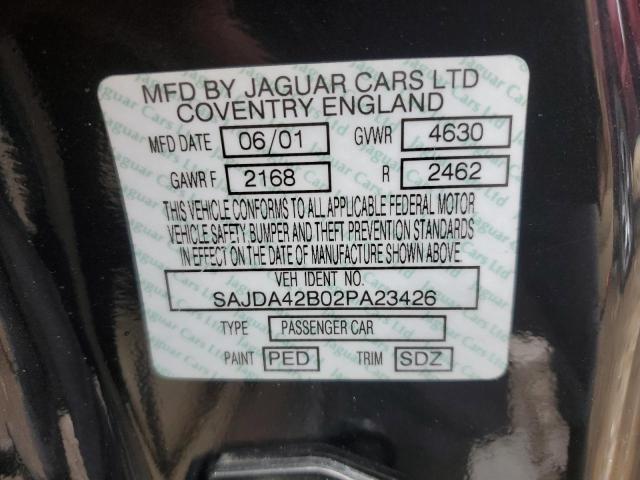 MFD BY JAGUAR CARS LTD
COVENTRY ENGLAND
MFD DATE 06/01 GVWR 4630
GAWR F 2168 R 2462
THIS VEHICLE CONFORMS TO ALL APPLICABLE FEDERAL MOTOR
VEHICLE SAFETY, BUMPER AND THEFT PREVENTION STANDARDS
IN EFFECT ON THE DATE OF MANUFACTURE SHOWN ABOVE.
VEH IDENT NO.
SAJDA42B02PA23426
TYPE PASSENGER CAR
PAINT PED TRIM SDZ